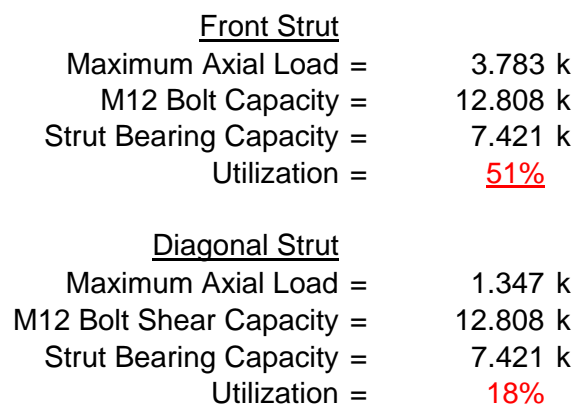 Front Strut
Maximum Axial Load = 3.783 k
M12 Bolt Capacity = 12.808 k
Strut Bearing Capacity = 7.421 k
Utilization = 51%
Diagonal Strut
Maximum Axial Load = 1.347 k
M12 Bolt Shear Capacity = 12.808 k
Strut Bearing Capacity = 7.421 k
Utilization = 18%